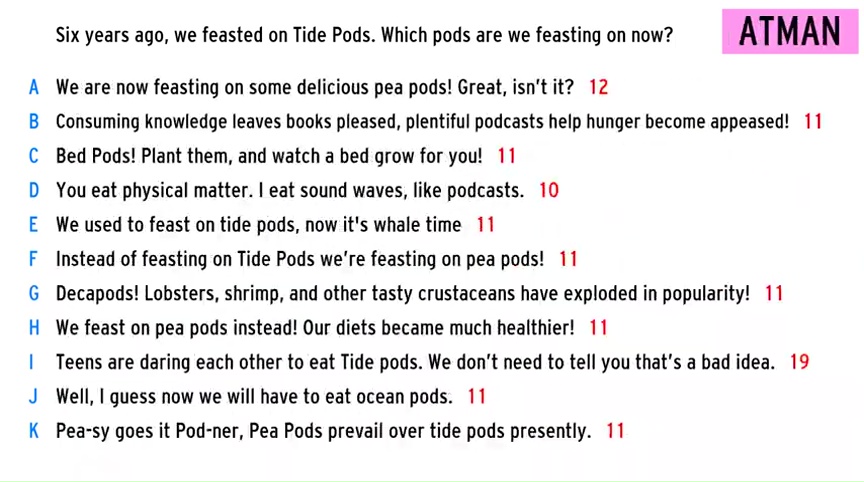 Six years ago, we feasted on Tide Pods. Which pods are we feasting on now?
ATMAN
A We are now feasting on some delicious pea pods! Great, isn't it? 12
B Consuming knowledge leaves books pleased, plentiful podcasts help hunger become appeased! 11
C Bed Pods! Plant them, and watch a bed grow for you! 11
D You eat physical matter. I eat sound waves, like podcasts. 10
E We used to feast on tide pods, now it's whale time 11
F Instead of feasting on Tide Pods we're feasting on pea pods! 11
G Decapods! Lobsters, shrimp, and other tasty crustaceans have exploded in popularity! 11
H We feast on pea pods instead! Our diets became much healthier! 11
I Teens are daring each other to eat Tide pods. We don't need to tell you that's a bad idea. 19
J Well, I guess now we will have to eat ocean pods. 11
K Pea-sy goes it Pod-ner, Pea Pods prevail over tide pods presently. 11